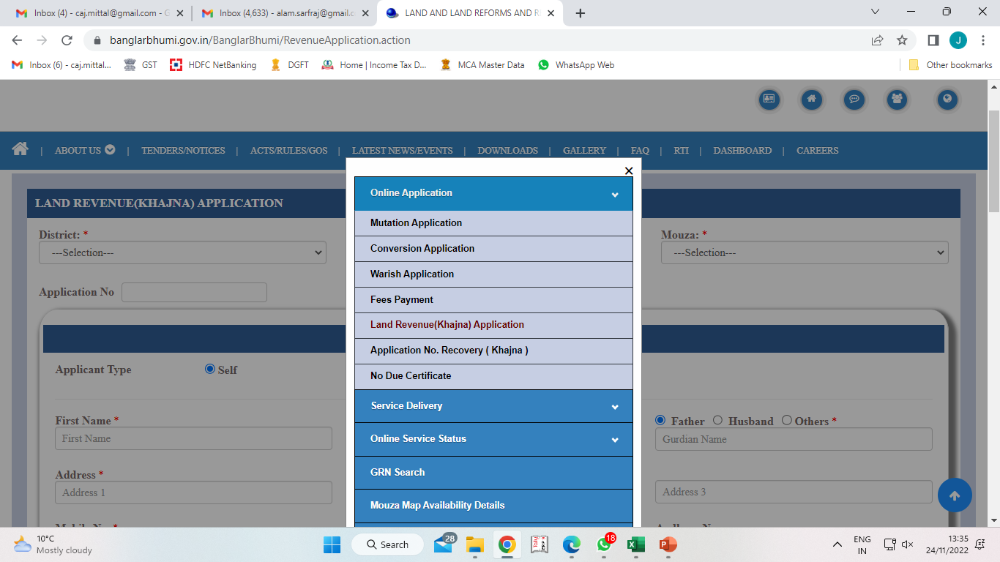 Inbox (4) - caj.mittal@gmail.com - G
Inbox (4,633) - alam.sarfraj@gmail.c
LAND AND LAND REFORMS AND R
banglarbhumi.gov.in/BanglarBhumi/RevenueApplication.action
J
Inbox (6) - caj.mittal...
GST
HDFC NetBanking
DGFT
Home | Income Tax D...
MCA Master Data
WhatsApp Web
Other bookmarks
ABOUT US | TENDERS/NOTICES | ACTS/RULES/GOS | LATEST NEWS/EVENTS | DOWNLOADS | GALLERY | FAQ | RTI | DASHBOARD | CAREERS
LAND REVENUE(KHAJNA) APPLICATION
District: *
---Selection---
Mouza: *
---Selection---
Application No
Applicant Type
Self
First Name *
First Name
Father Husband Others *
Gurdian Name
Address *
Address 1
Address 3
Online Application
Mutation Application
Conversion Application
Warish Application
Fees Payment
Land Revenue(Khajna) Application
Application No. Recovery ( Khajna )
No Due Certificate
Service Delivery
Online Service Status
GRN Search
Mouza Map Availability Details
10°C
Mostly cloudy
Search
28
18
ENG
IN
13:35
24/11/2022